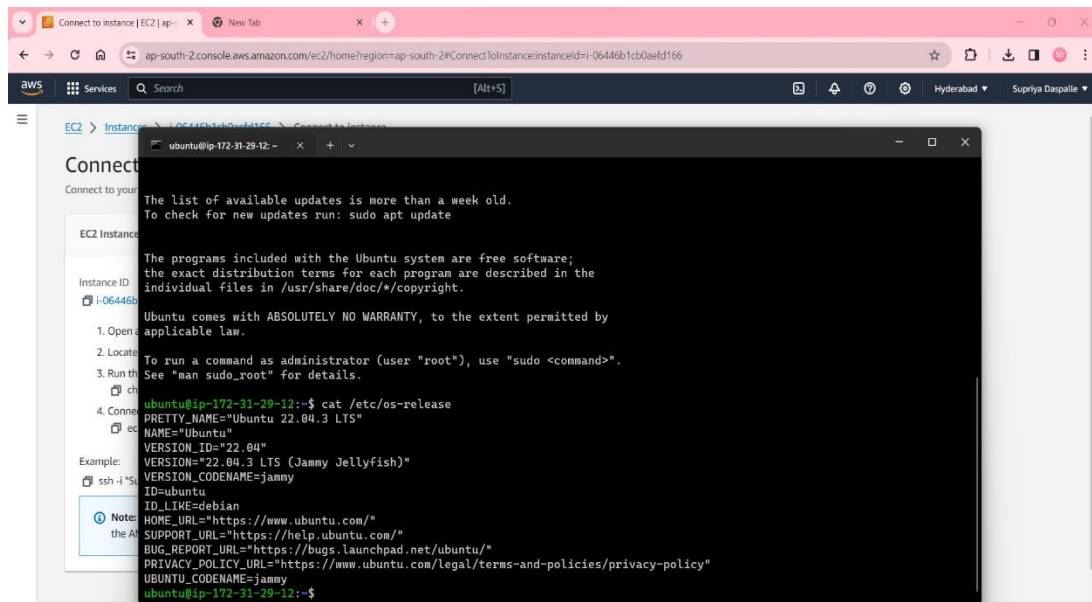 Connect to instance | EC2 | ap-s
New Tab
ap-south-2.console.aws.amazon.com/ec2/home?region=ap-south-2#ConnectToInstance:instanceId=i-06446b1cb0aefd166
SD
aws
Services
Search
[Alt+S]
Hyderabad
Supriya Daspalle
EC2 > Instances > i-06446b1cb0aefd166 > Connect to instance
ubuntu@ip-172-31-29-12: ~
Connect
Connect to your
EC2 Instance
Instance ID
i-06446b
1. Open a
2. Locate
3. Run th
ch
4. Connec
ec
Example:
ssh -i "Su
Note:
the AM
The list of available updates is more than a week old.
To check for new updates run: sudo apt update
The programs included with the Ubuntu system are free software;
the exact distribution terms for each program are described in the
individual files in /usr/share/doc/*/copyright.
Ubuntu comes with ABSOLUTELY NO WARRANTY, to the extent permitted by
applicable law.
To run a command as administrator (user "root"), use "sudo <command>".
See "man sudo_root" for details.
ubuntu@ip-172-31-29-12:~$ cat /etc/os-release
PRETTY_NAME="Ubuntu 22.04.3 LTS"
NAME="Ubuntu"
VERSION_ID="22.04"
VERSION="22.04.3 LTS (Jammy Jellyfish)"
VERSION_CODENAME=jammy
ID=ubuntu
ID_LIKE=debian
HOME_URL="https://www.ubuntu.com/"
SUPPORT_URL="https://help.ubuntu.com/"
BUG_REPORT_URL="https://bugs.launchpad.net/ubuntu/"
PRIVACY_POLICY_URL="https://www.ubuntu.com/legal/terms-and-policies/privacy-policy"
UBUNTU_CODENAME=jammy
ubuntu@ip-172-31-29-12:~$